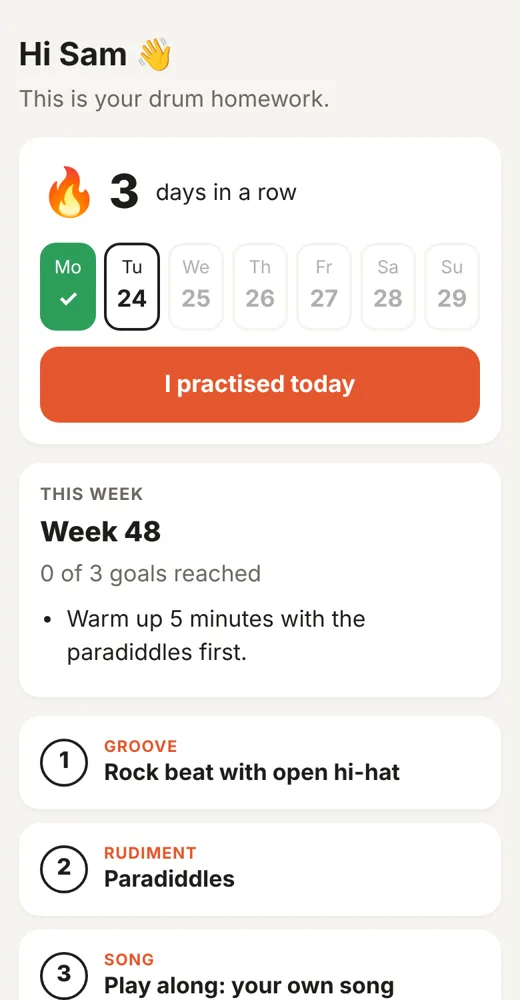 Hi Sam 👋
This is your drum homework.
🔥 3 days in a row
Mo Tu We Th Fr Sa Su
✓ 24 25 26 27 28 29
I practised today
THIS WEEK
Week 48
0 of 3 goals reached
• Warm up 5 minutes with the
paradiddles first.
1 GROOVE
Rock beat with open hi-hat
2 RUDIMENT
Paradiddles
3 SONG
Play along: your own song